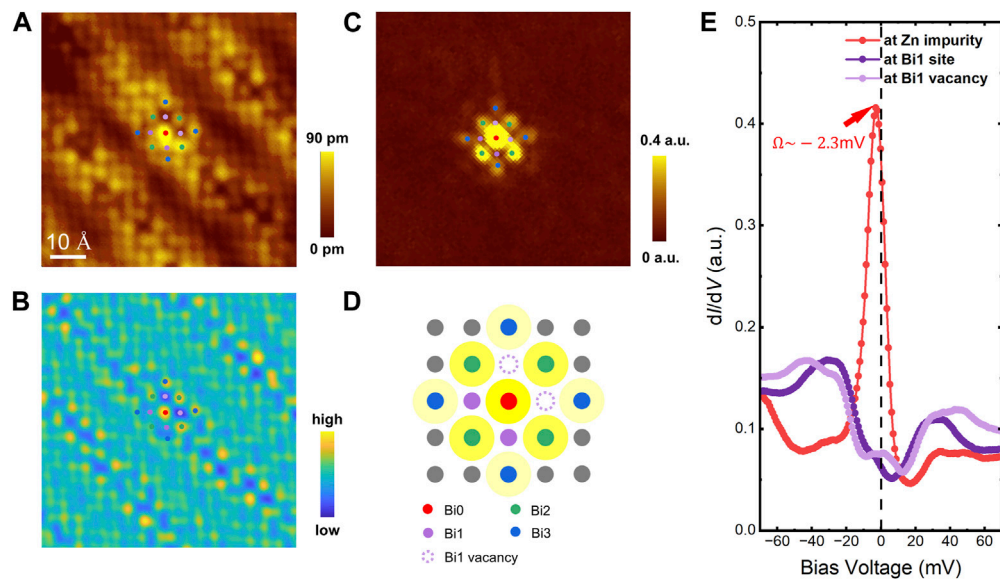 A
90 pm
0 pm
10 Å
B
high
low
C
0.4 a.u.
0 a.u.
D
Bi0
Bi2
Bi1
Bi3
Bi1 vacancy
E
at Zn impurity
at Bi1 site
at Bi1 vacancy
Ω~ − 2.3mV
dI/dV (a.u.)
0.5
0.4
0.3
0.2
0.1
0.0
−60 −40 −20 0 20 40 60
Bias Voltage (mV)